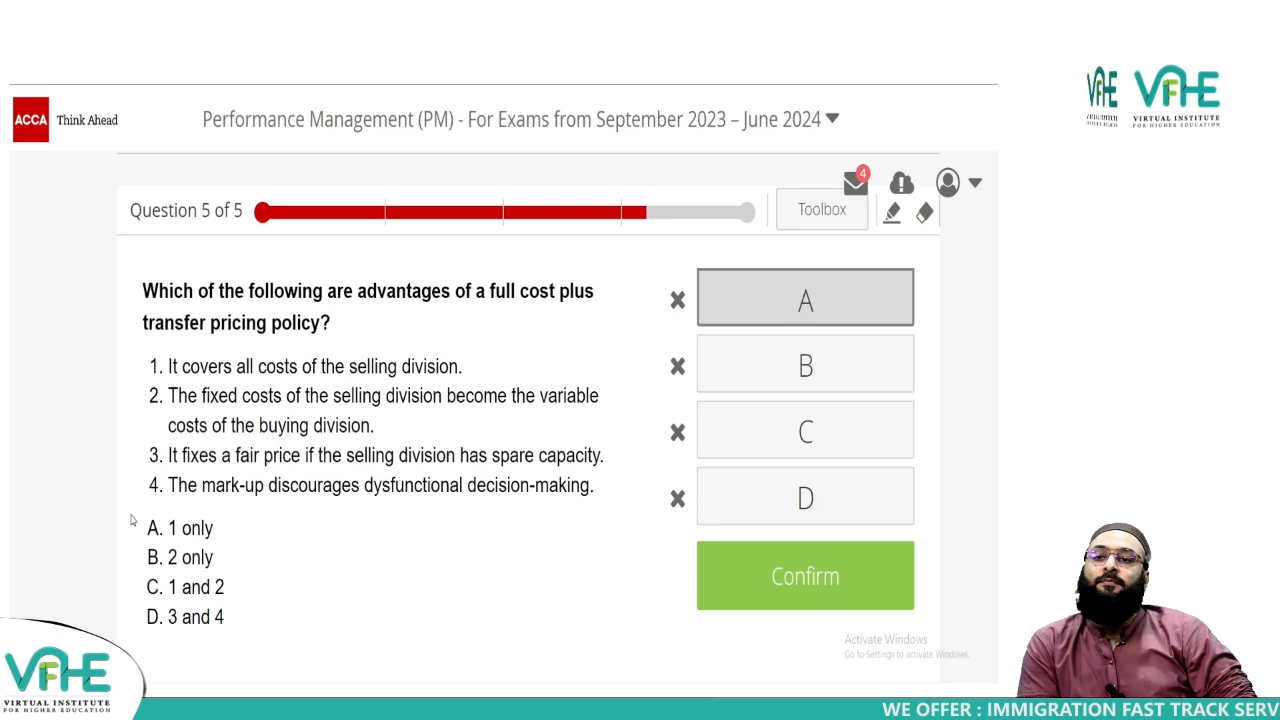 VFHE VFHE
VIRTUAL INSTITUTE
FOR HIGHER EDUCATION
ACCA Think Ahead
Performance Management (PM) - For Exams from September 2023 – June 2024
4
Question 5 of 5
Toolbox
Which of the following are advantages of a full cost plus
transfer pricing policy?
1. It covers all costs of the selling division.
2. The fixed costs of the selling division become the variable
costs of the buying division.
3. It fixes a fair price if the selling division has spare capacity.
4. The mark-up discourages dysfunctional decision-making.
A. 1 only
B. 2 only
C. 1 and 2
D. 3 and 4
A
B
C
D
Confirm
Activate Windows
Go to Settings to activate Windows.
VFHE
VIRTUAL INSTITUTE
FOR HIGHER EDUCATION
WE OFFER : IMMIGRATION FAST TRACK SERV